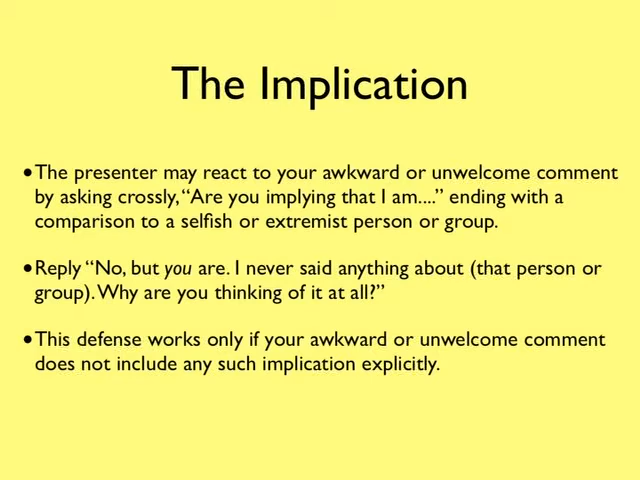 The Implication
•The presenter may react to your awkward or unwelcome comment
by asking crossly, “Are you implying that I am....” ending with a
comparison to a selfish or extremist person or group.
•Reply “No, but you are. I never said anything about (that person or
group). Why are you thinking of it at all?”
•This defense works only if your awkward or unwelcome comment
does not include any such implication explicitly.